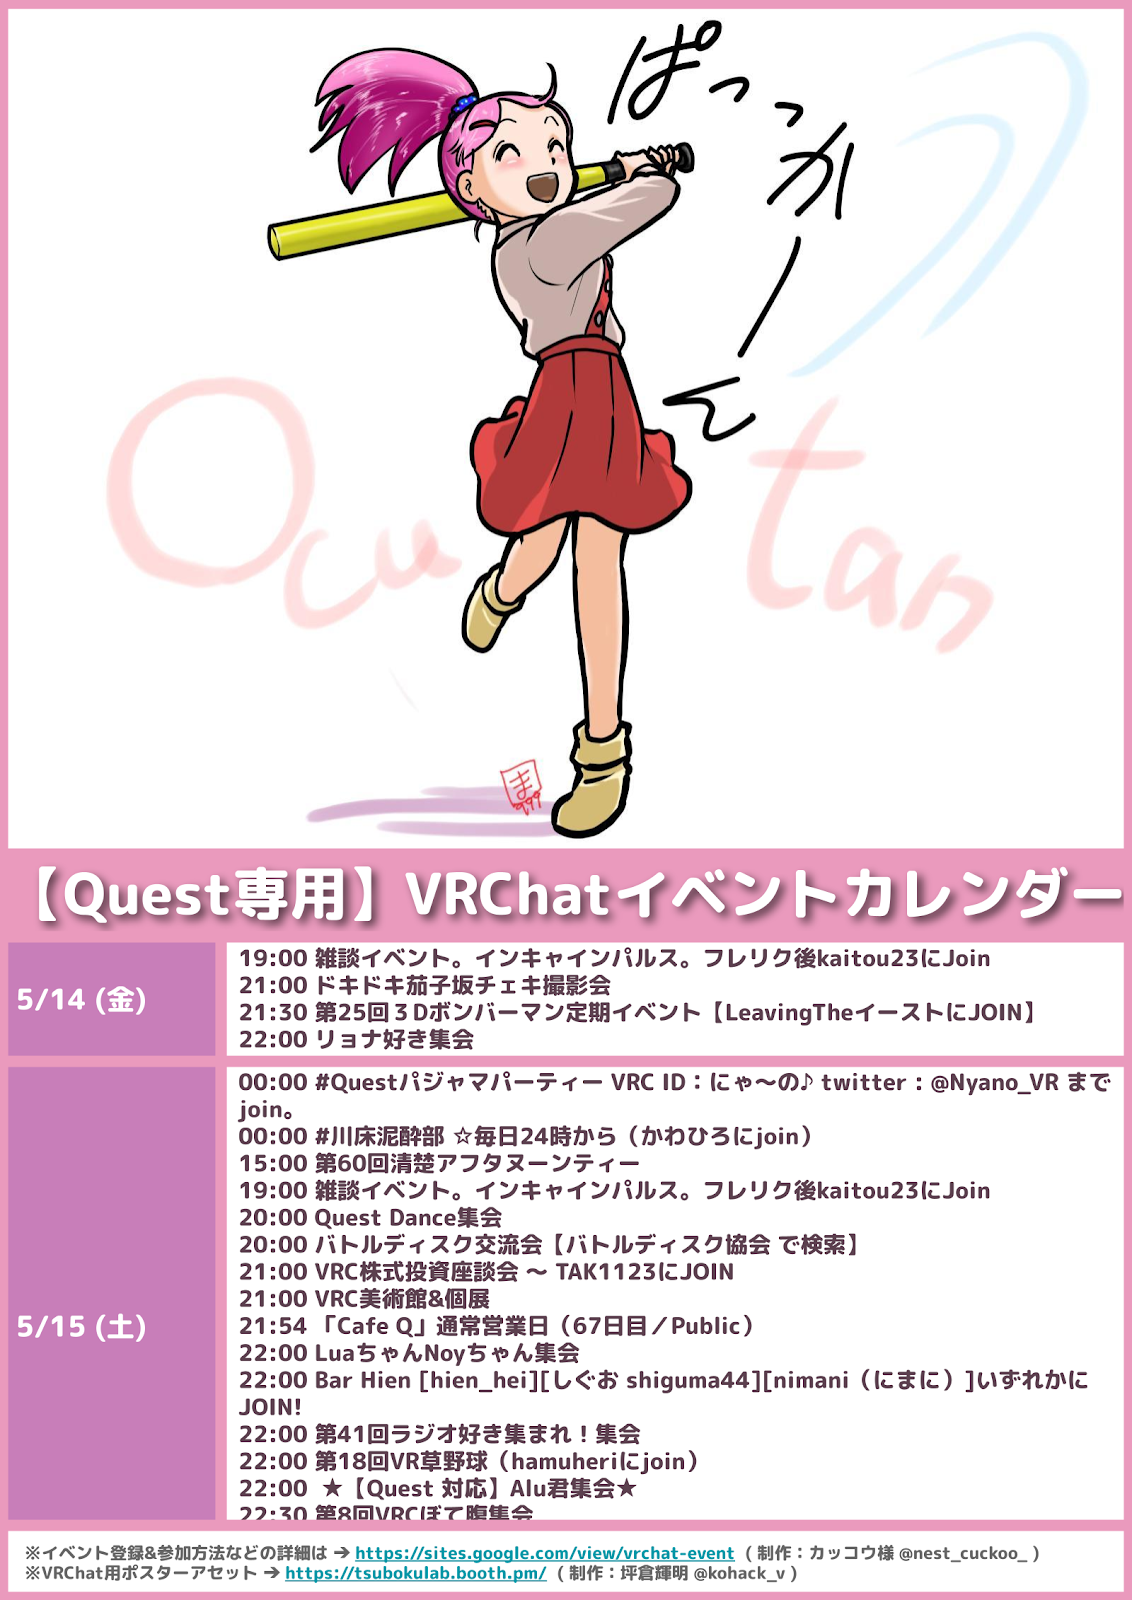 ぱっかーん
Ocu tan
ま
999
【Quest専用】VRChatイベントカレンダー
5/14 (金)
19:00 雑談イベント。インキャインパルス。フレリク後kaitou23にJoin
21:00 ドキドキ茄子坂チェキ撮影会
21:30 第25回３Dボンバーマン定期イベント【LeavingTheイーストにJOIN】
22:00 リョナ好き集会
5/15 (土)
00:00 #Questパジャマパーティー VRC ID：にゃ〜の♪ twitter : @Nyano_VR まで
join。
00:00 #川床泥酔部 ☆毎日24時から（かわひろにjoin）
15:00 第60回清楚アフタヌーンティー
19:00 雑談イベント。インキャインパルス。フレリク後kaitou23にJoin
20:00 Quest Dance集会
20:00 バトルディスク交流会【バトルディスク協会 で検索】
21:00 VRC株式投資座談会 〜 TAK1123にJOIN
21:00 VRC美術館&個展
21:54 「Cafe Q」通常営業日（67日目／Public）
22:00 LuaちゃんNoyちゃん集会
22:00 Bar Hien [hien_hei][しぐお shiguma44][nimani（にまに）]いずれかに
JOIN!
22:00 第41回ラジオ好き集まれ！集会
22:00 第18回VR草野球（hamuheriにjoin）
22:00 ★【Quest 対応】Alu君集会★
22:30 第8回VRCぽて腹集会
※イベント登録&参加方法などの詳細は ➔ https://sites.google.com/view/vrchat-event ( 制作：カッコウ様 @nest_cuckoo_ )
※VRChat用ポスターアセット ➔ https://tsubokulab.booth.pm/ ( 制作：坪倉輝明 @kohack_v )